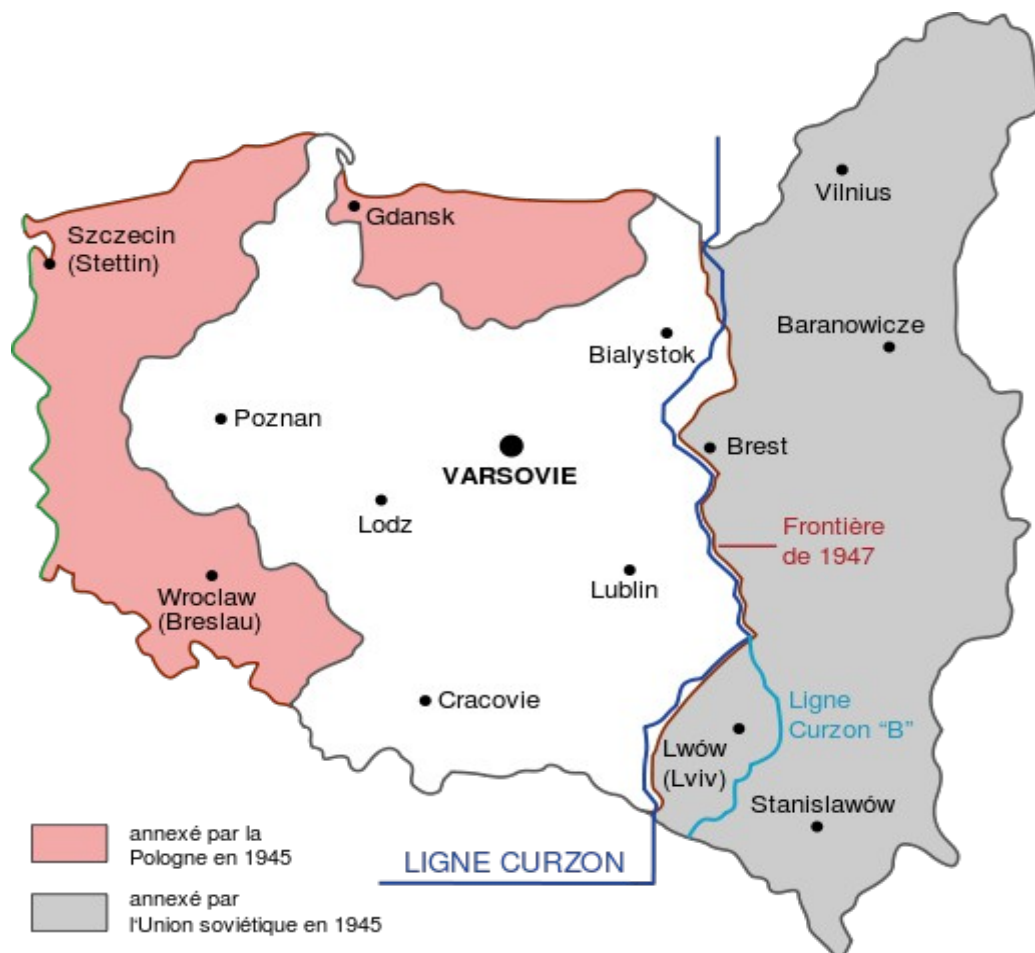 Vilnius
Gdansk
Szczecin
(Stettin)
Baranowicze
Bialystok
Poznan
Brest
VARSOVIE
Lodz
Frontière
de 1947
Lublin
Wroclaw
(Breslau)
Cracovie
Ligne
Curzon “B”
Lwów
(Lviv)
Stanislawów
annexé par la
Pologne en 1945
LIGNE CURZON
annexé par
l'Union soviétique en 1945